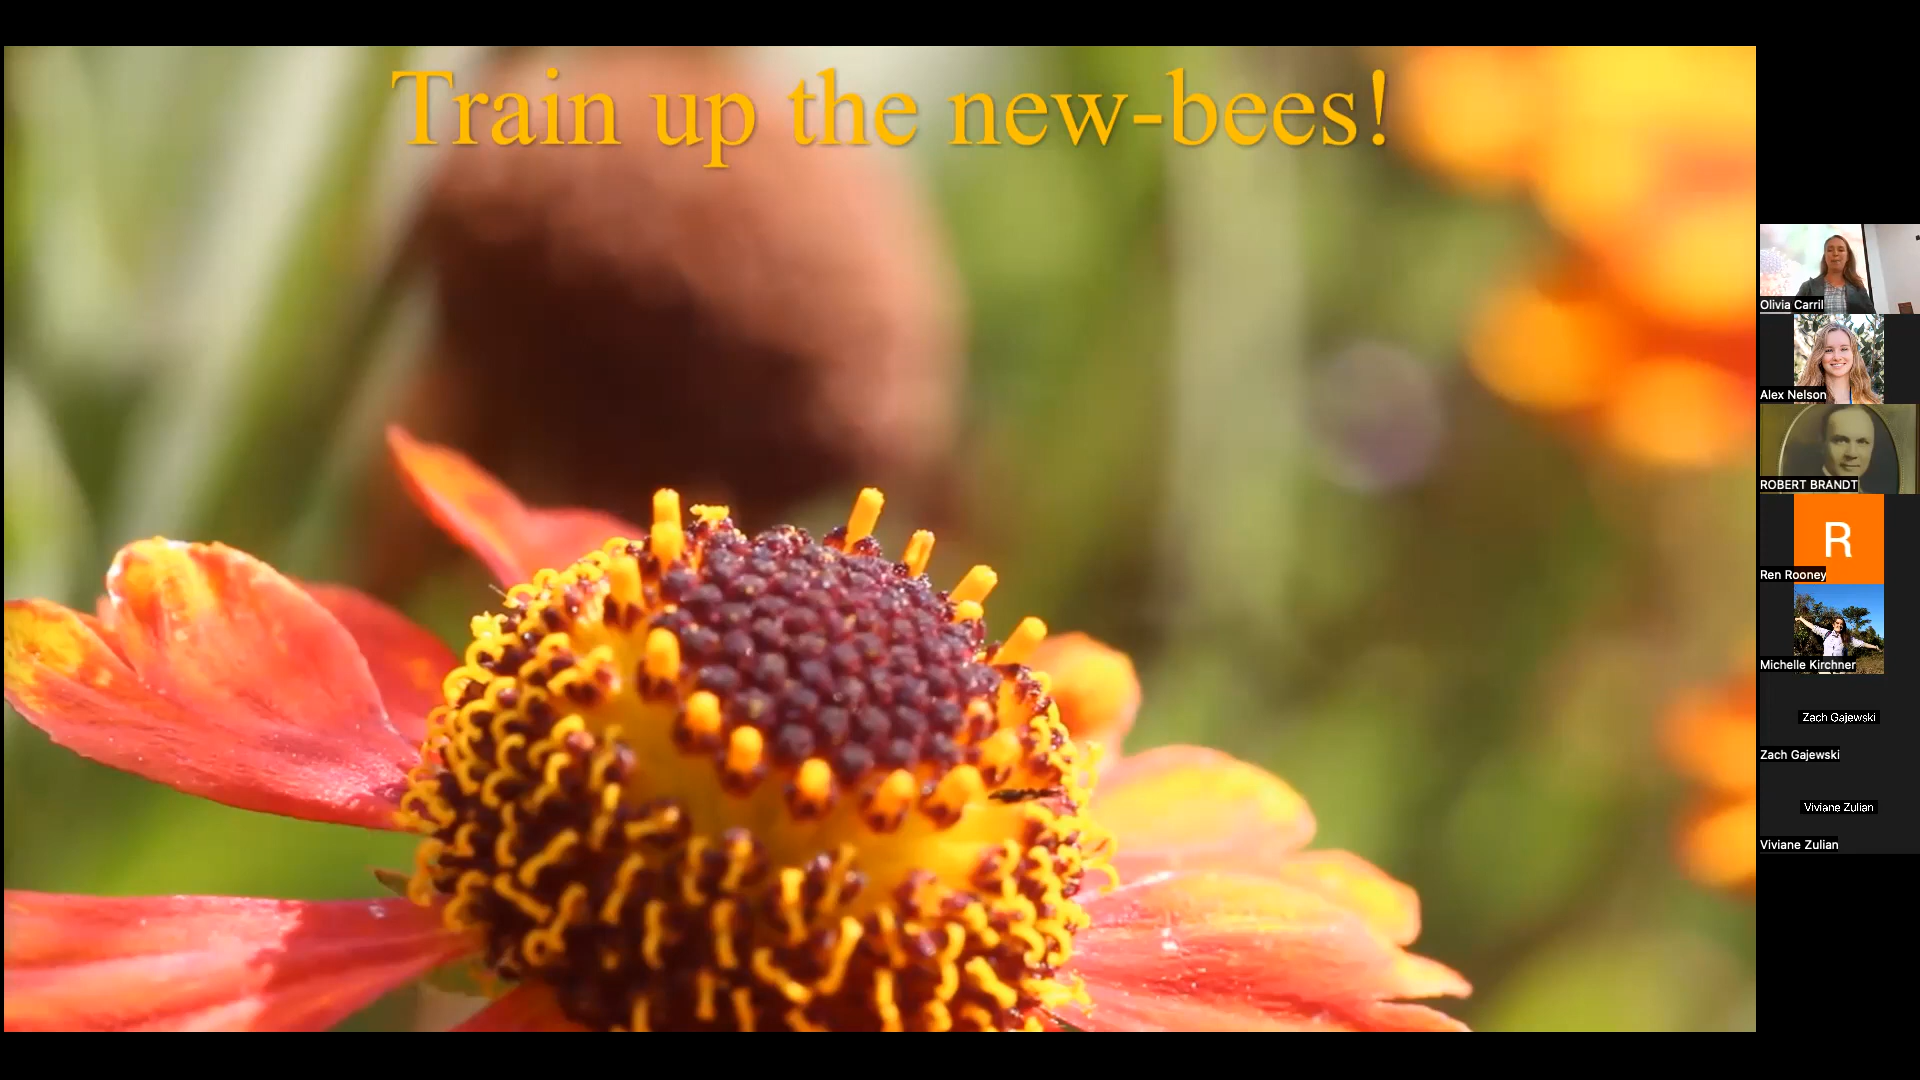 Train up the new-bees!
Olivia Carril
Alex Nelson
ROBERT BRANDT
R
Ren Rooney
Michelle Kirchner
Zach Gajewski
Zach Gajewski
Viviane Zulian
Viviane Zulian